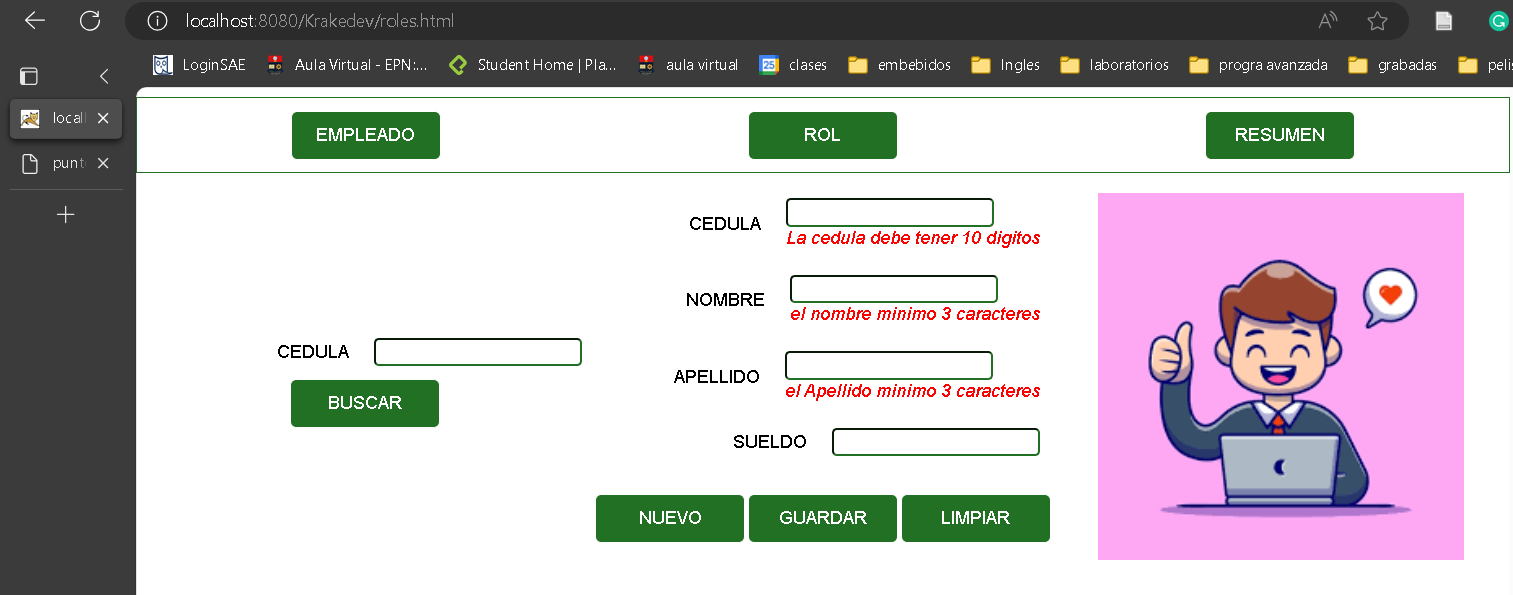 localhost:8080/Krakedev/roles.html
LoginSAE Aula Virtual - EPN:... Student Home | Pla... aula virtual 25 clases embebidos Ingles laboratorios progra avanzada grabadas pelis
local
punt
EMPLEADO ROL RESUMEN
CEDULA
BUSCAR
CEDULA
La cedula debe tener 10 digitos
NOMBRE
el nombre minimo 3 caracteres
APELLIDO
el Apellido minimo 3 caracteres
SUELDO
NUEVO GUARDAR LIMPIAR